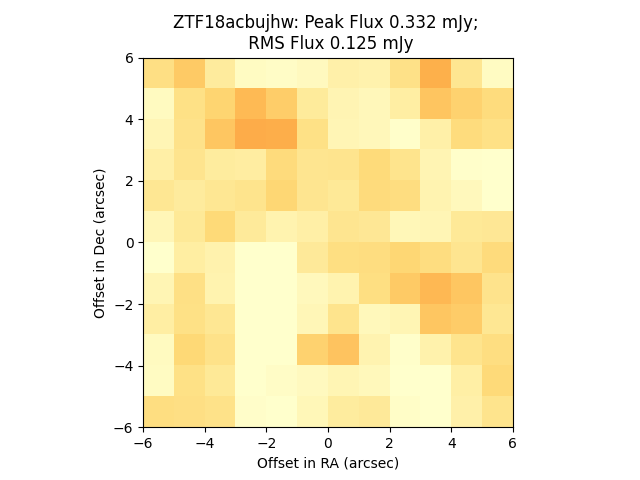 ZTF18acbujhw: Peak Flux 0.332 mJy;
RMS Flux 0.125 mJy
6
4
2
0
−2
−4
−6
Offset in Dec (arcsec)
−6 −4 −2 0 2 4 6
Offset in RA (arcsec)